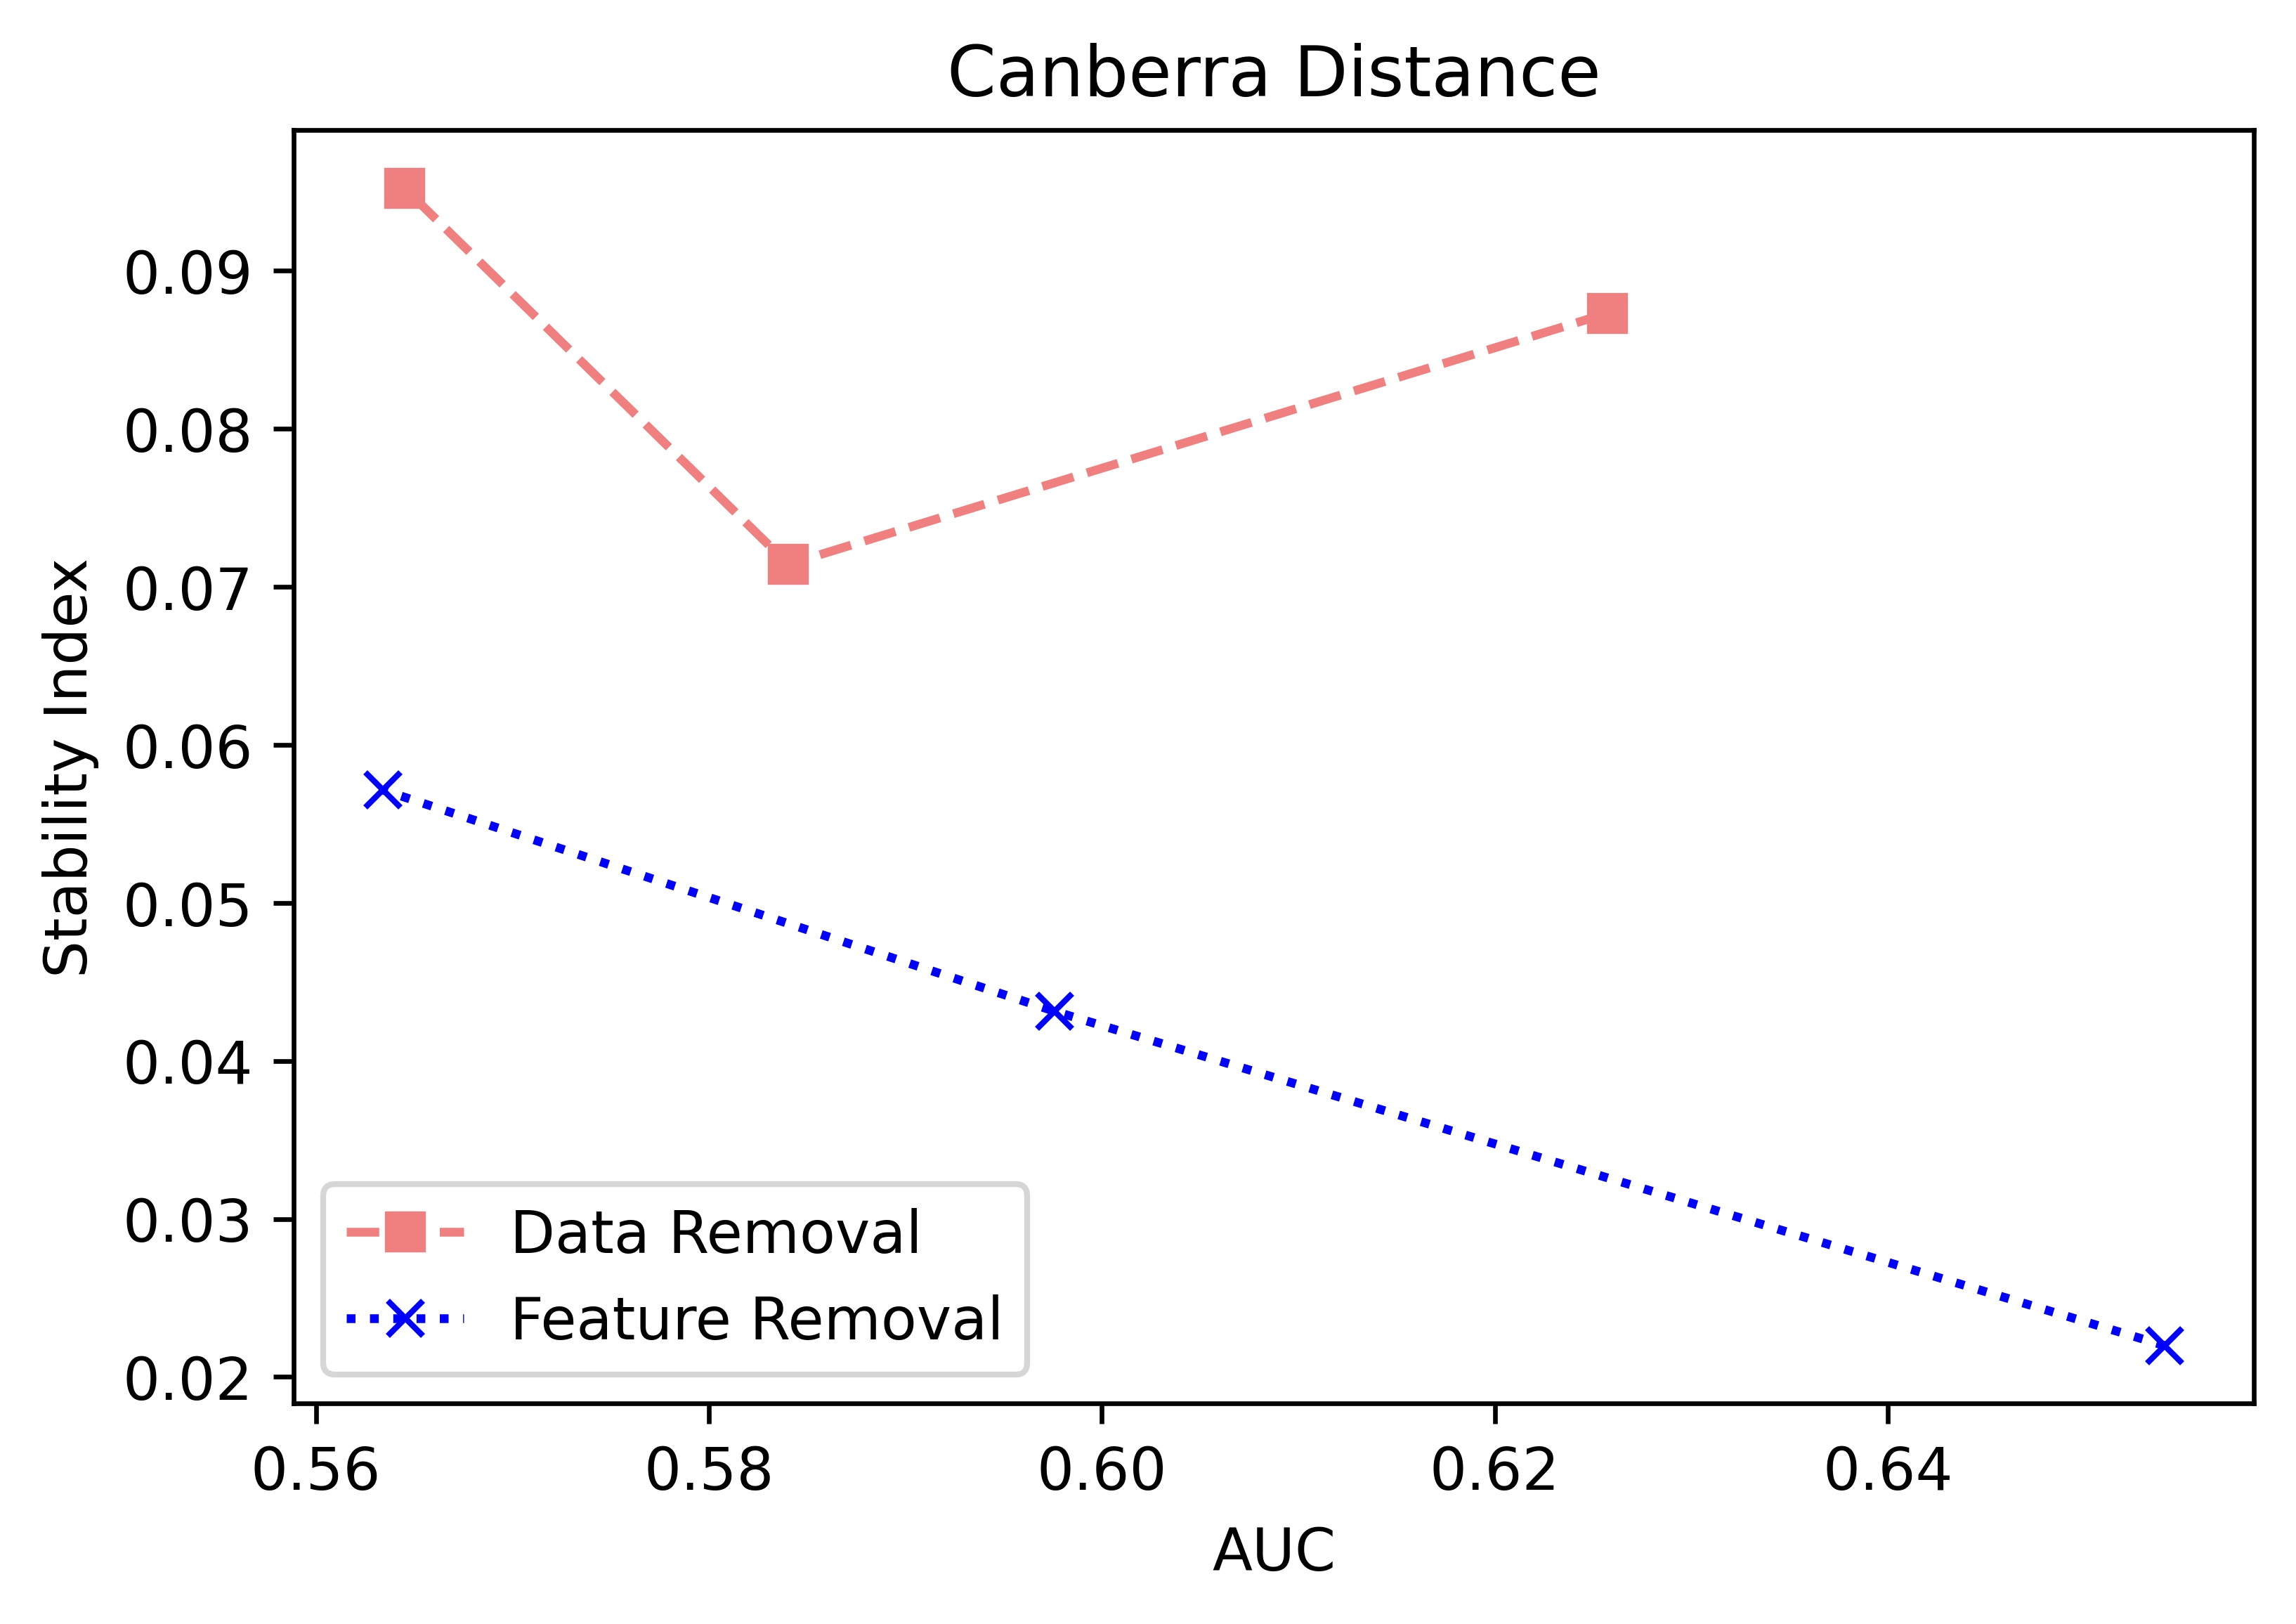 Canberra Distance
Stability Index
0.09
0.08
0.07
0.06
0.05
0.04
0.03
0.02
Data Removal
Feature Removal
0.56 0.58 0.60 0.62 0.64
AUC